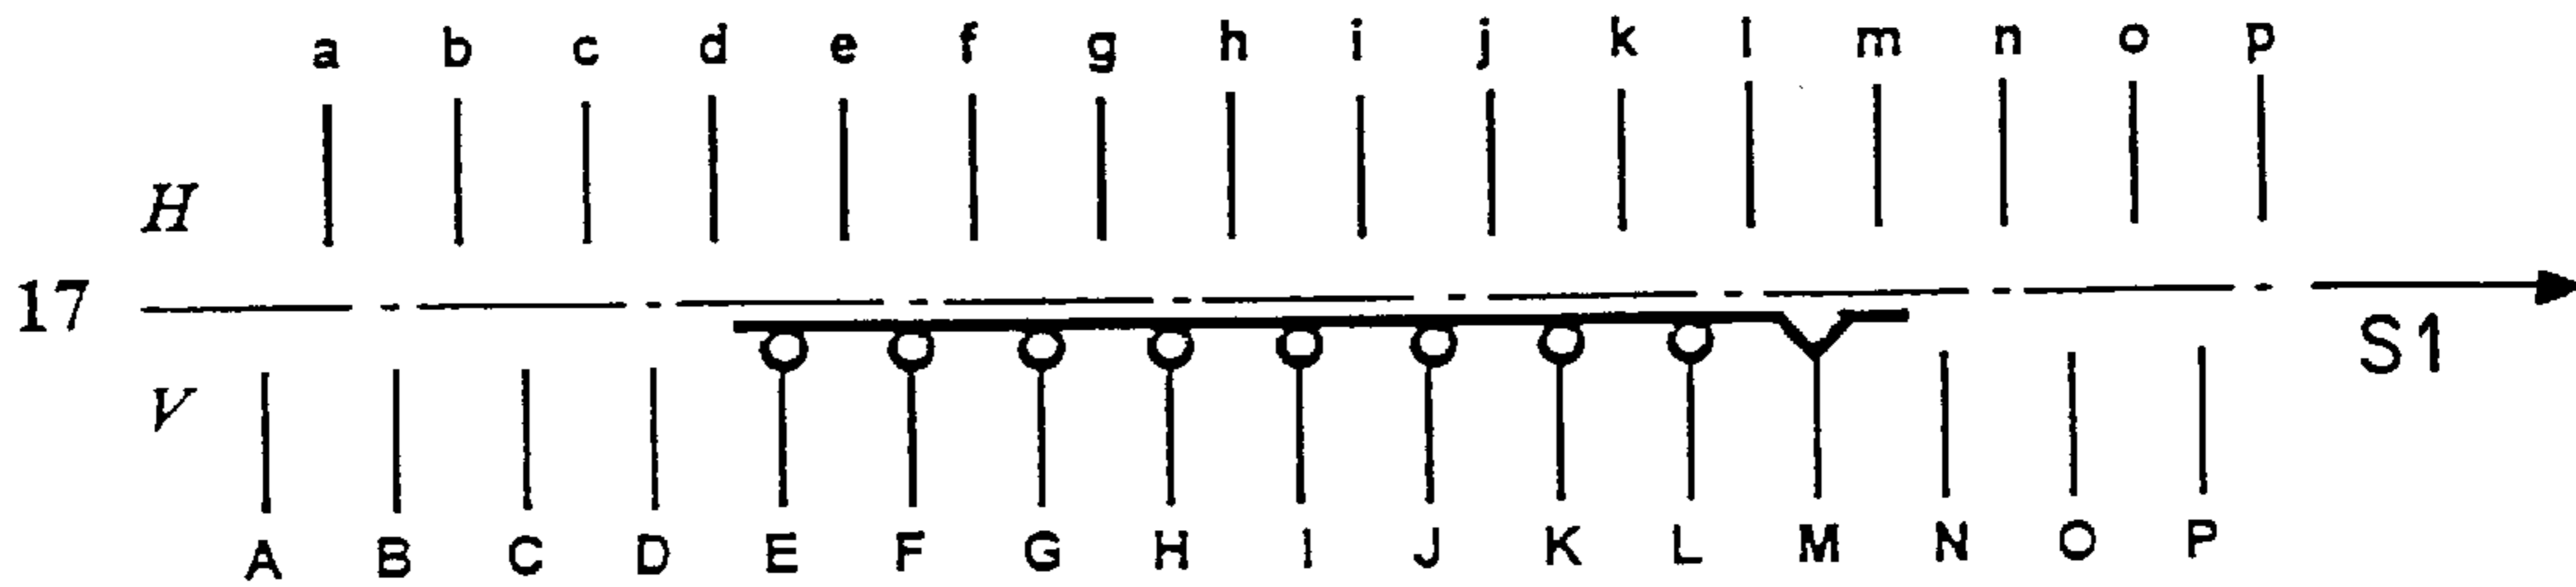 a b c d e f g h i j k l m n o p
H
17
S1
V
A B C D E F G H I J K L M N O P